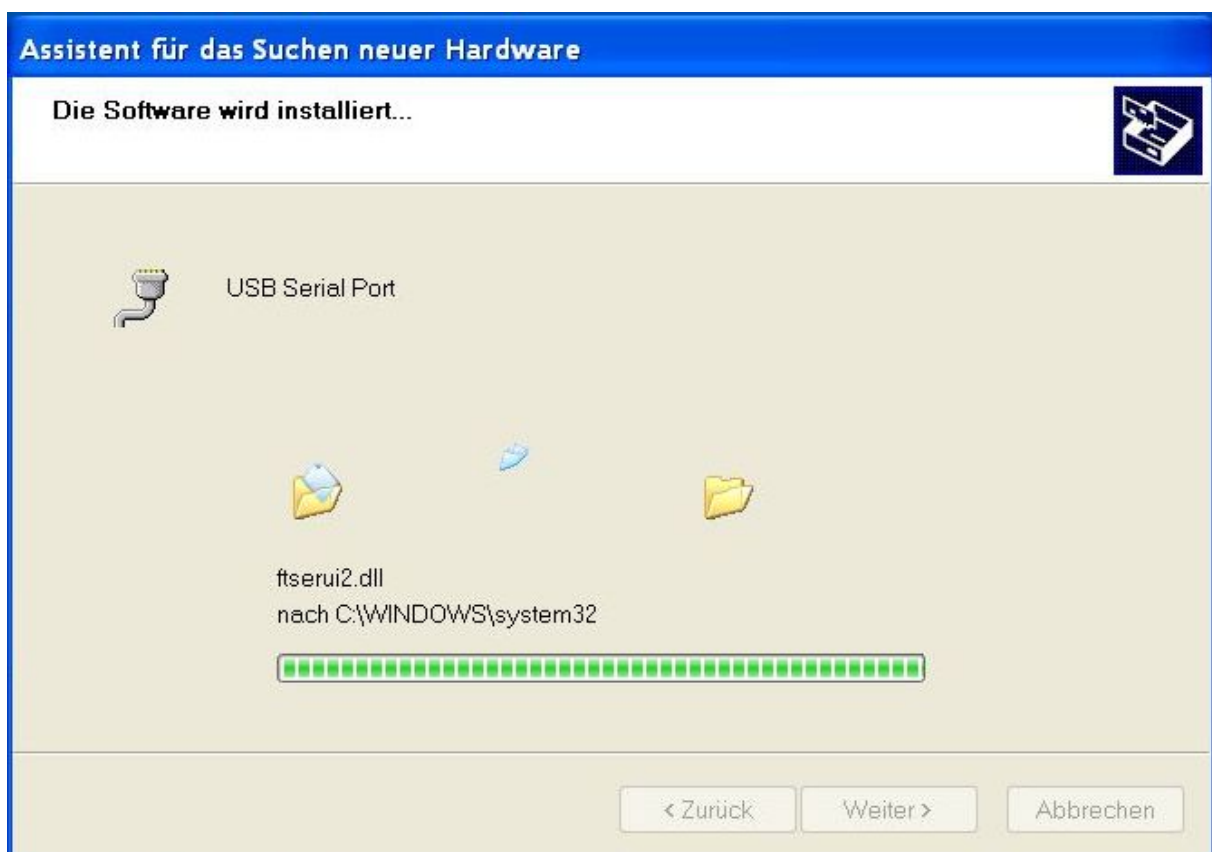 Assistent für das Suchen neuer Hardware
Die Software wird installiert...
USB Serial Port
ftserui2.dll
nach C:\WINDOWS\system32
< Zurück
Weiter >
Abbrechen